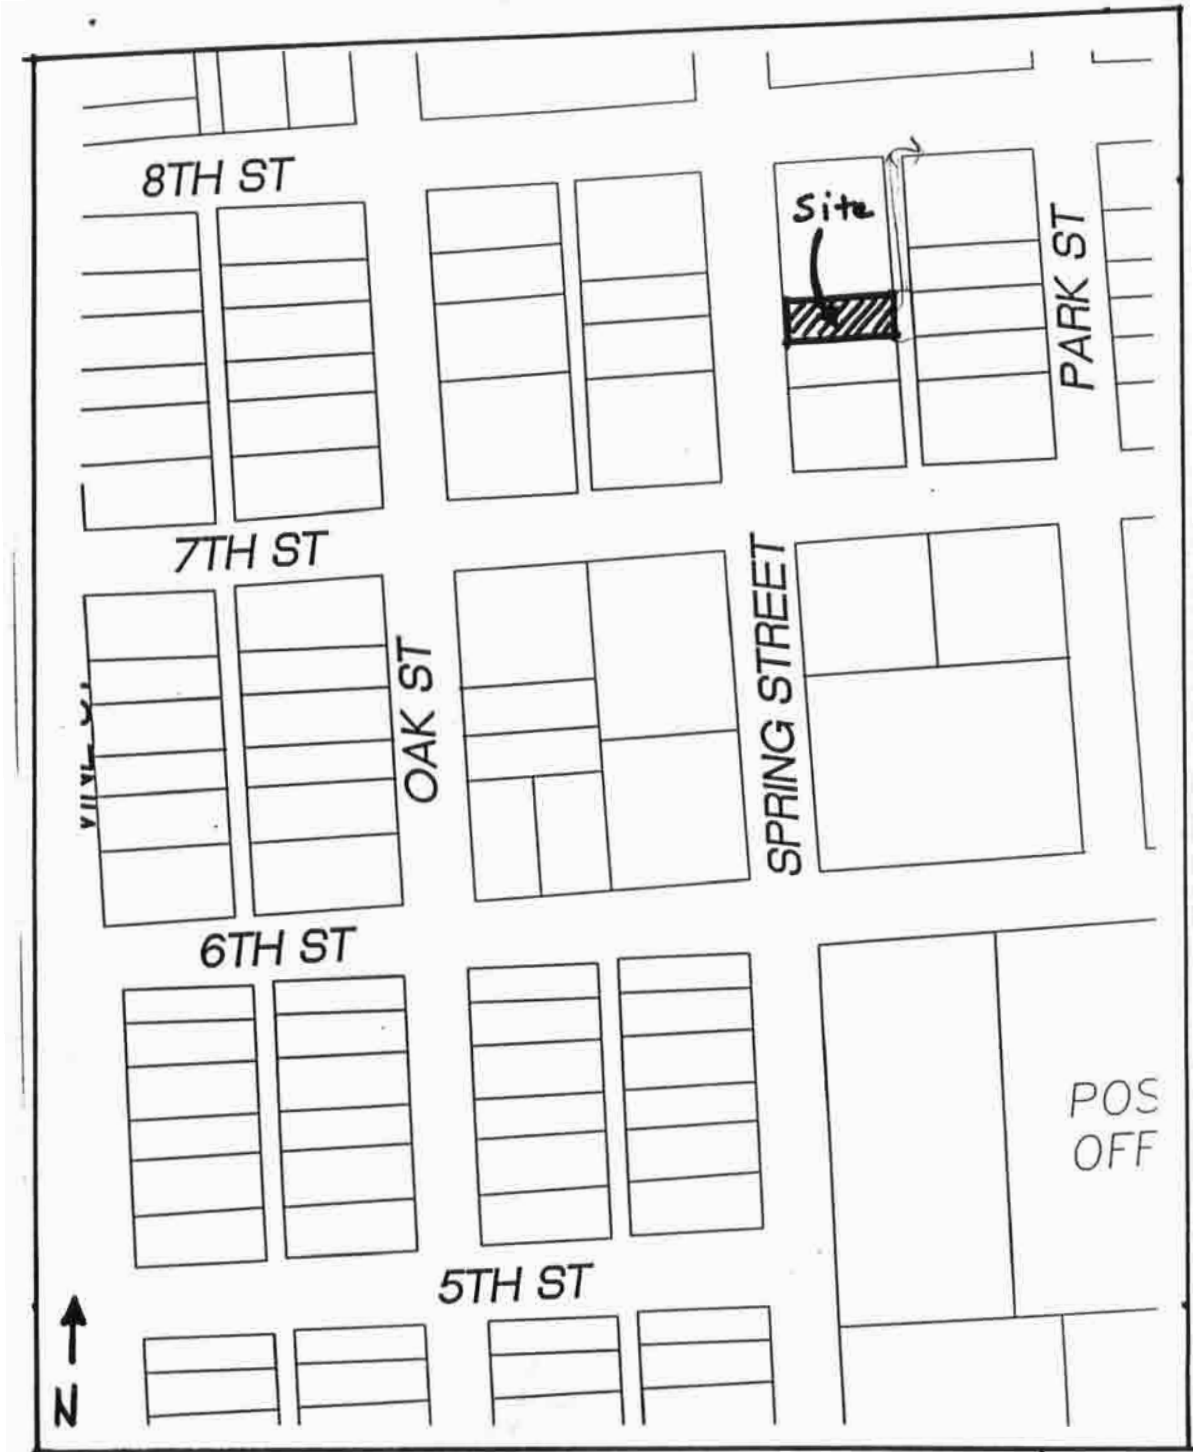 8TH ST
Site
PARK ST
7TH ST
SPRING STREET
OAK ST
6TH ST
POS
OFF
5TH ST
N